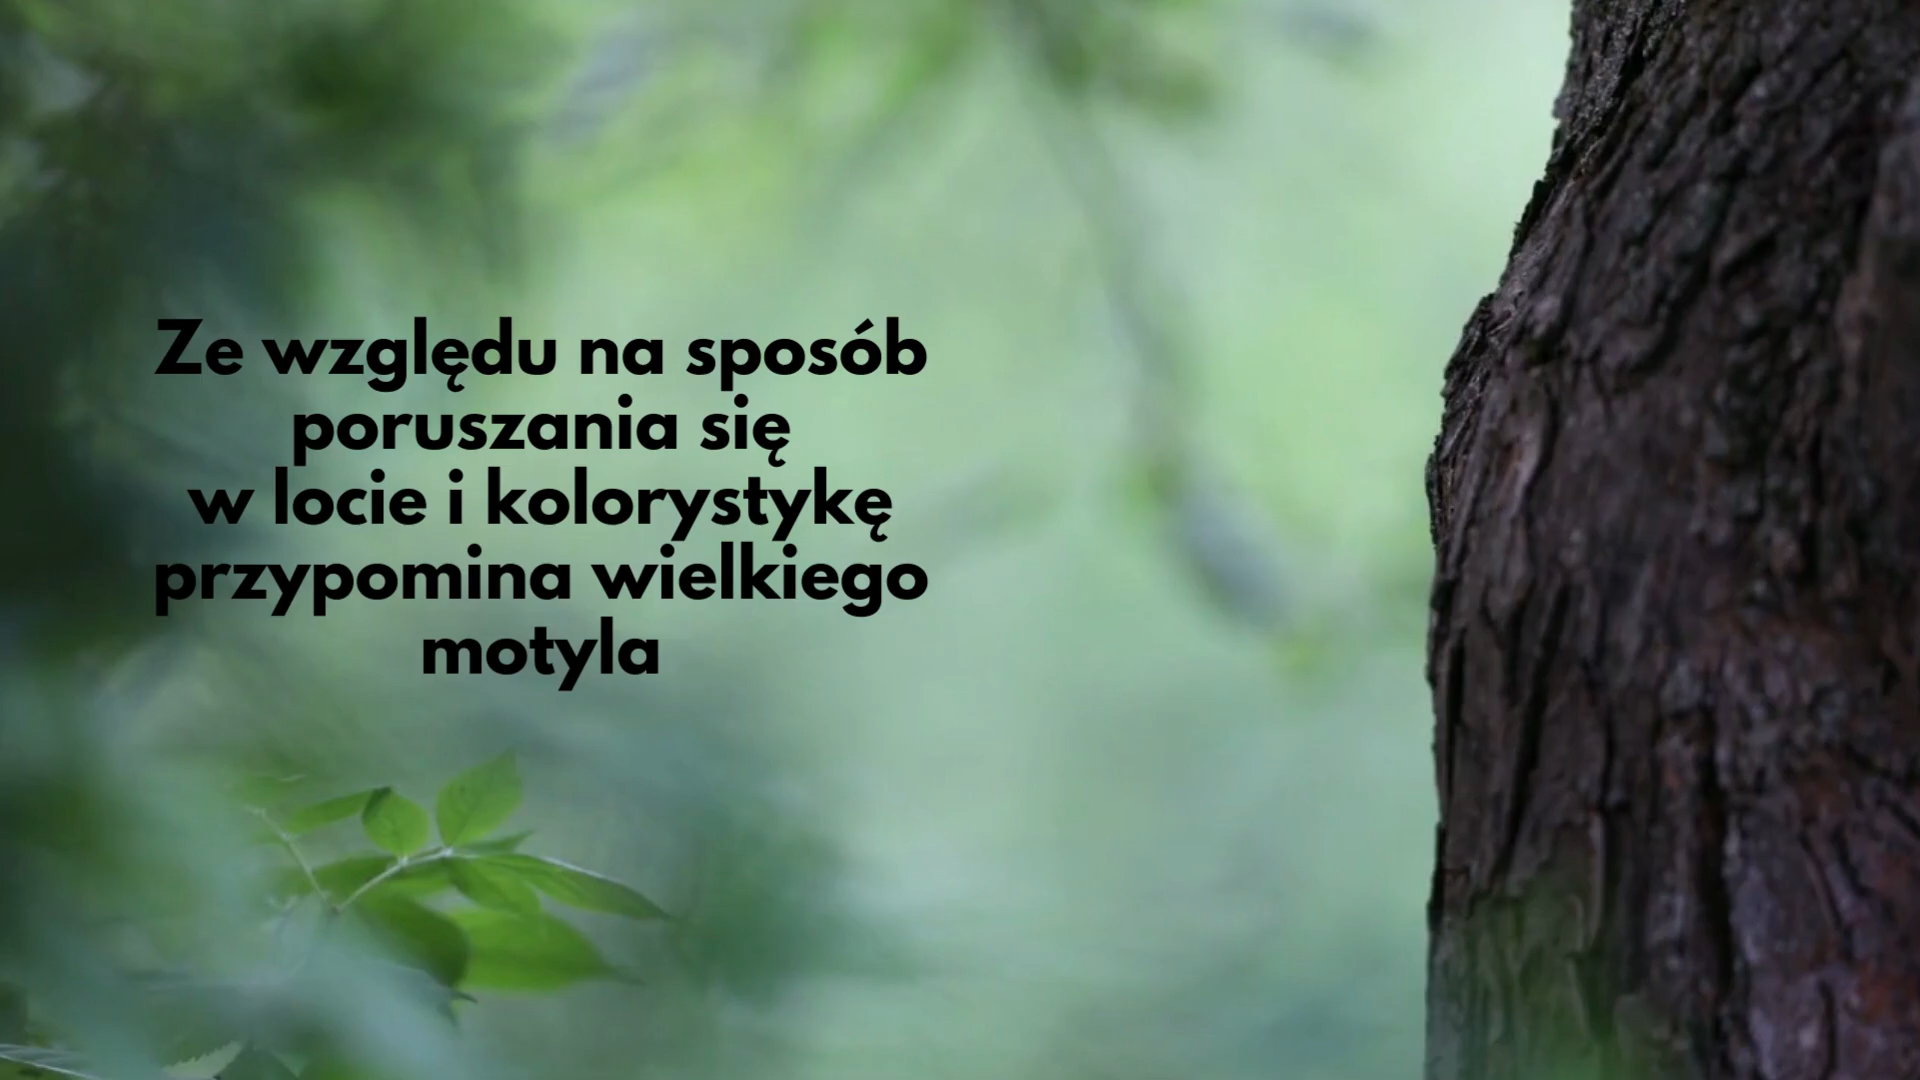 Ze względu na sposób
poruszania się
w locie i kolorystykę
przypomina wielkiego
motyla